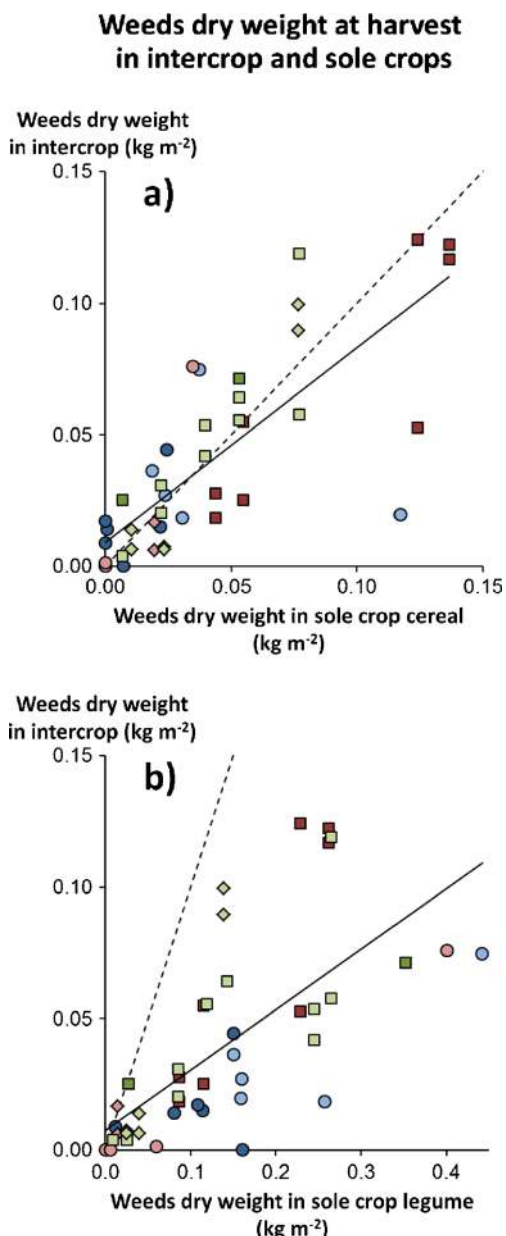 Weeds dry weight at harvest
in intercrop and sole crops
Weeds dry weight
in intercrop (kg m⁻²)
0.15
a)
0.10
0.05
0.00
0.00 0.05 0.10 0.15
Weeds dry weight in sole crop cereal
(kg m⁻²)
Weeds dry weight
in intercrop (kg m⁻²)
0.15
b)
0.10
0.05
0.00
0.0 0.1 0.2 0.3 0.4
Weeds dry weight in sole crop legume
(kg m⁻²)